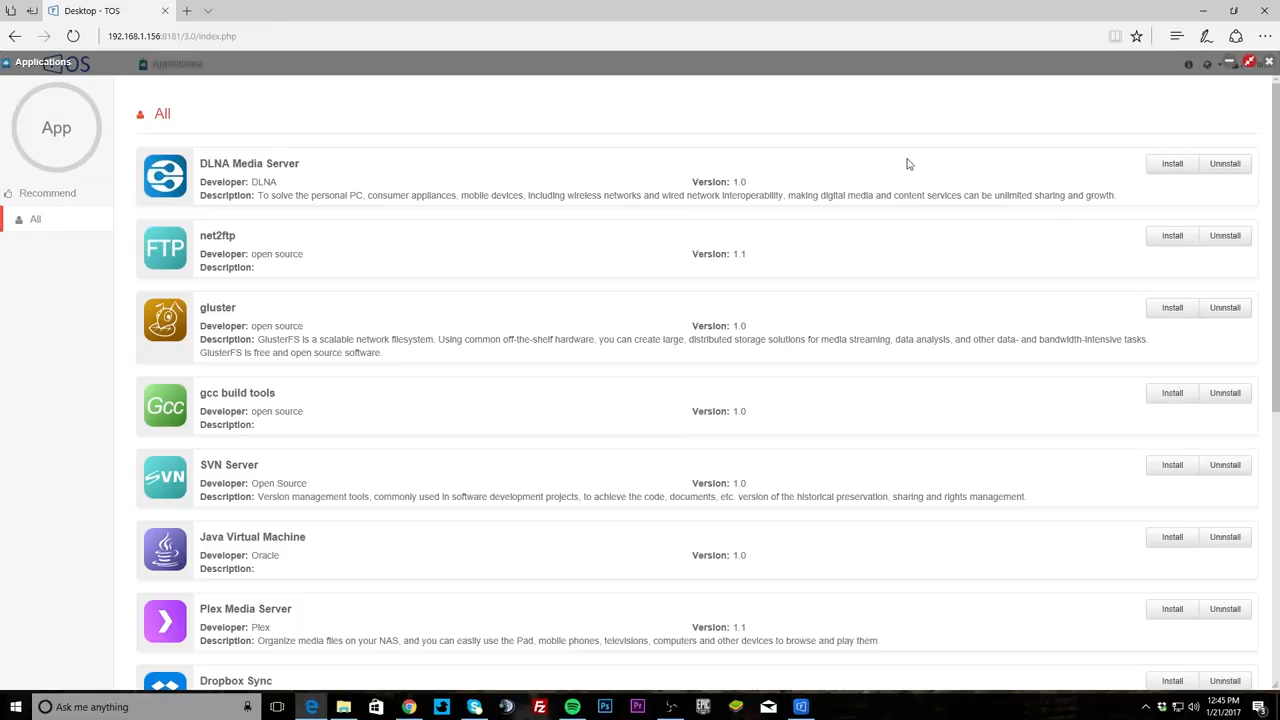 Desktop - TOS
192.168.1.156:8181/3.0/index.php
Applications
TOS
App
Recommend
All
All
DLNA Media Server
Install
Uninstall
Developer: DLNA
Version: 1.0
Description: To solve the personal PC, consumer appliances, mobile devices, including wireless networks and wired network interoperability, making digital media and content services can be unlimited sharing and growth.
FTP
net2ftp
Install
Uninstall
Developer: open source
Version: 1.1
Description:
gluster
Install
Uninstall
Developer: open source
Version: 1.0
Description: GlusterFS is a scalable network filesystem. Using common off-the-shelf hardware, you can create large, distributed storage solutions for media streaming, data analysis, and other data- and bandwidth-intensive tasks.
GlusterFS is free and open source software.
Gcc
gcc build tools
Install
Uninstall
Developer: open source
Version: 1.0
Description:
SVN
SVN Server
Install
Uninstall
Developer: Open Source
Version: 1.0
Description: Version management tools, commonly used in software development projects, to achieve the code, documents, etc. version of the historical preservation, sharing and rights management.
Java Virtual Machine
Install
Uninstall
Developer: Oracle
Version: 1.0
Description:
Plex Media Server
Install
Uninstall
Developer: Plex
Version: 1.1
Description: Organize media files on your NAS, and you can easily use the Pad, mobile phones, televisions, computers and other devices to browse and play them.
Dropbox Sync
Install
Uninstall
Ask me anything
Ps
Pr
EPIC
12:45 PM
1/21/2017